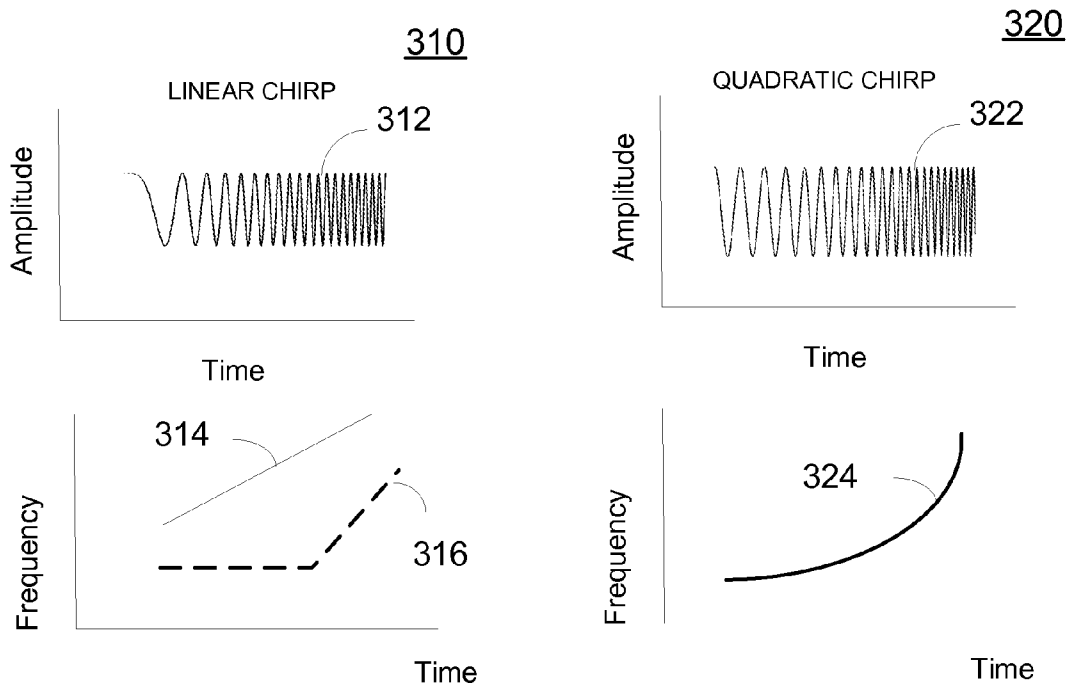 310
320
LINEAR CHIRP
QUADRATIC CHIRP
312
322
Amplitude
Amplitude
Time
Time
314
316
324
Frequency
Frequency
Time
Time